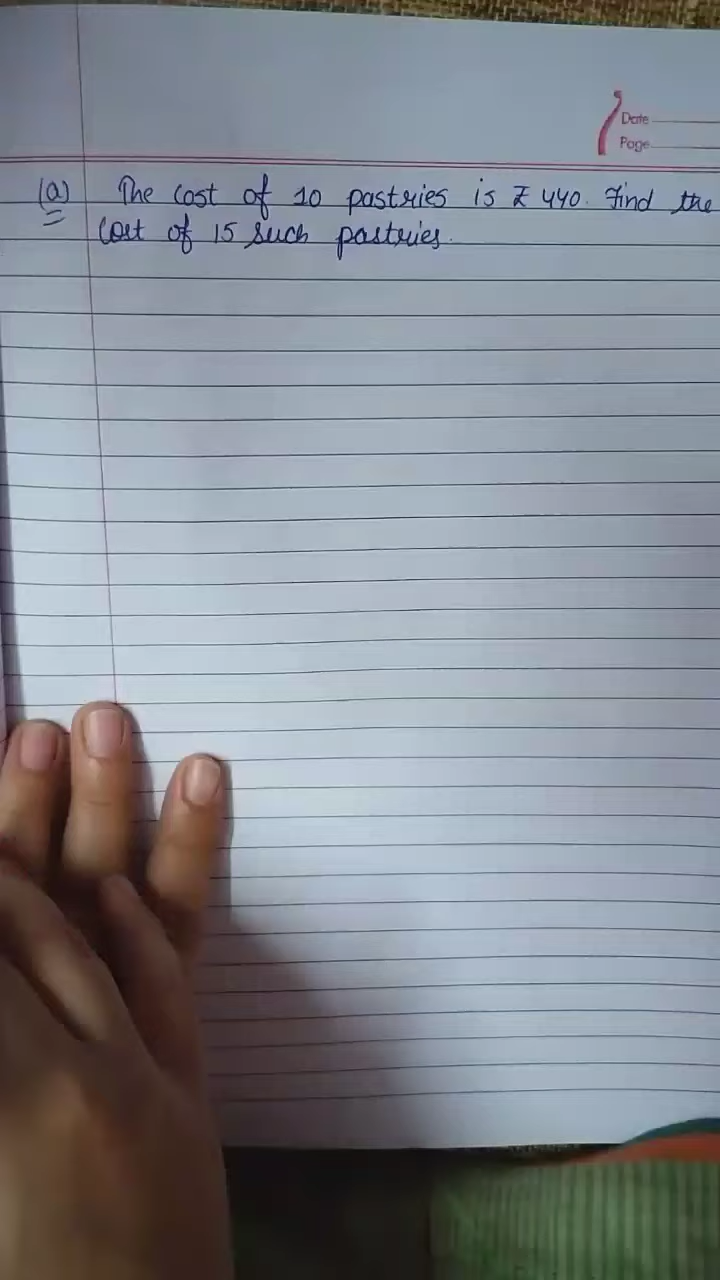 Date
Page
(a) The cost of 10 pastries is ₹ 440. Find the
cost of 15 such pastries.